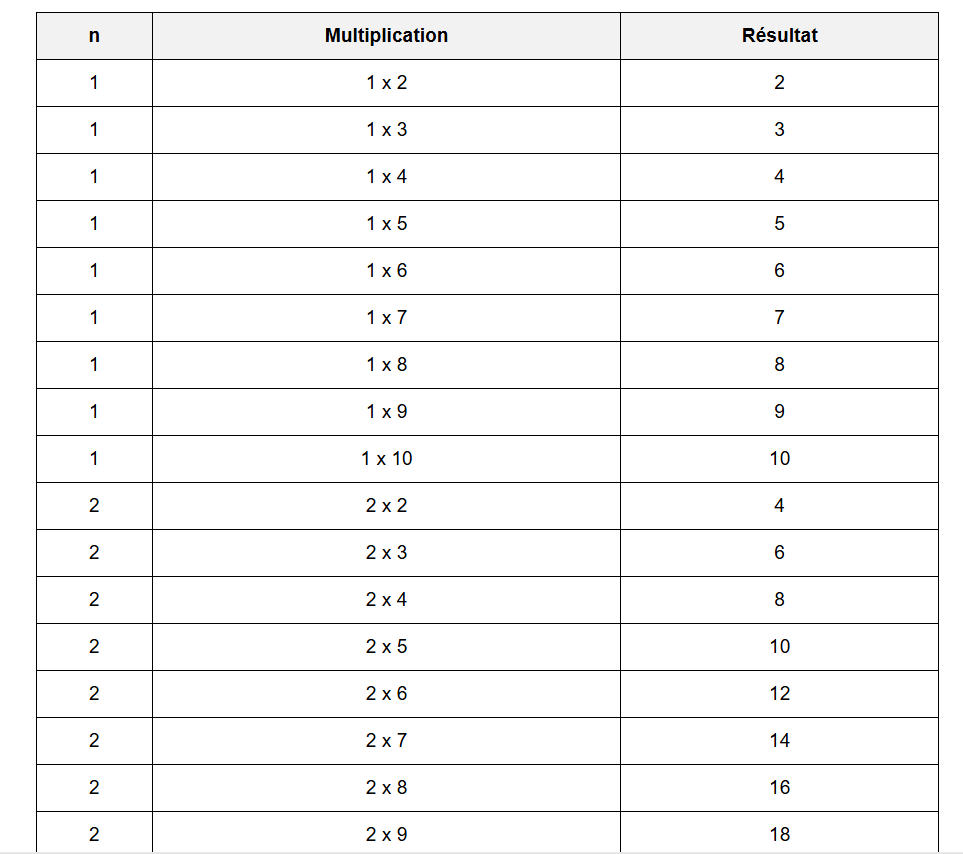 n Multiplication Résultat
1 1 x 2 2
1 1 x 3 3
1 1 x 4 4
1 1 x 5 5
1 1 x 6 6
1 1 x 7 7
1 1 x 8 8
1 1 x 9 9
1 1 x 10 10
2 2 x 2 4
2 2 x 3 6
2 2 x 4 8
2 2 x 5 10
2 2 x 6 12
2 2 x 7 14
2 2 x 8 16
2 2 x 9 18